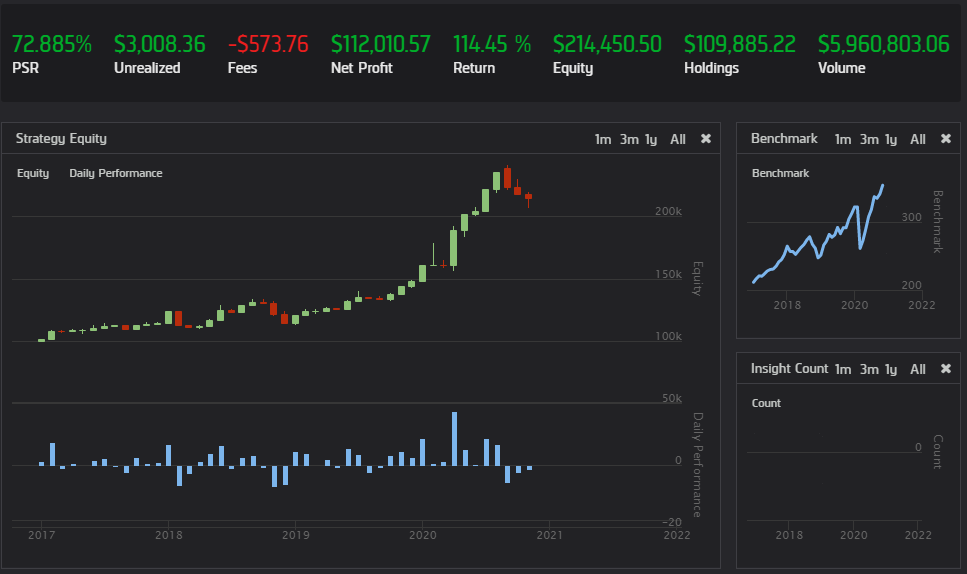 72.885% $3,008.36 -$573.76 $112,010.57 114.45 % $214,450.50 $109,885.22 $5,960,803.06
PSR Unrealized Fees Net Profit Return Equity Holdings Volume
Strategy Equity 1m 3m 1y All ✖
Equity Daily Performance
200k
150k
Equity
100k
50k
Daily Performance
0
-20
2017 2018 2019 2020 2021 2022
Benchmark 1m 3m 1y All ✖
Benchmark
Benchmark
300
200
2018 2020 2022
Insight Count 1m 3m 1y All ✖
Count
0
Count
2018 2020 2022